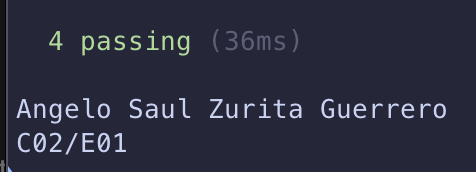 4 passing (36ms)
Angelo Saul Zurita Guerrero
C02/E01